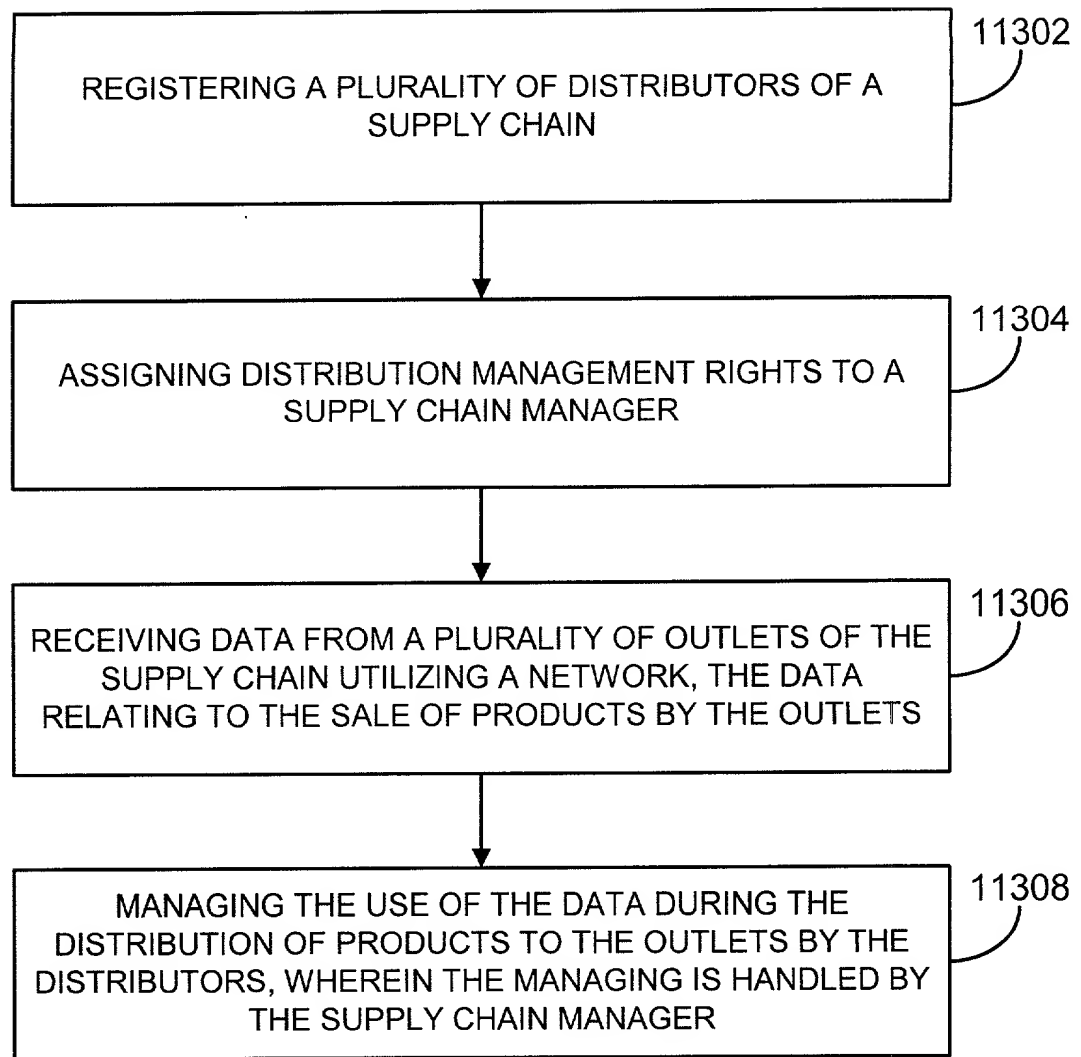 11302
REGISTERING A PLURALITY OF DISTRIBUTORS OF A
SUPPLY CHAIN
11304
ASSIGNING DISTRIBUTION MANAGEMENT RIGHTS TO A
SUPPLY CHAIN MANAGER
11306
RECEIVING DATA FROM A PLURALITY OF OUTLETS OF THE
SUPPLY CHAIN UTILIZING A NETWORK, THE DATA
RELATING TO THE SALE OF PRODUCTS BY THE OUTLETS
11308
MANAGING THE USE OF THE DATA DURING THE
DISTRIBUTION OF PRODUCTS TO THE OUTLETS BY THE
DISTRIBUTORS, WHEREIN THE MANAGING IS HANDLED BY
THE SUPPLY CHAIN MANAGER